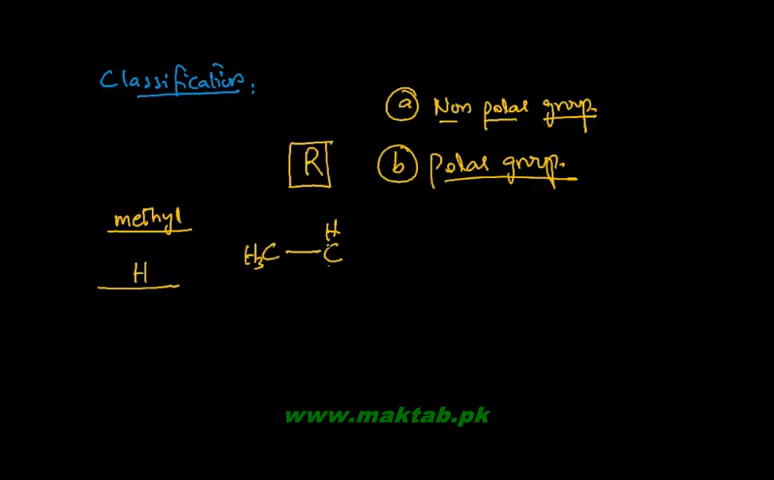 Classification:
(a) Non polar group.
R
(b) Polar group.
methyl
H
H
H₃C — C
www.maktab.pk